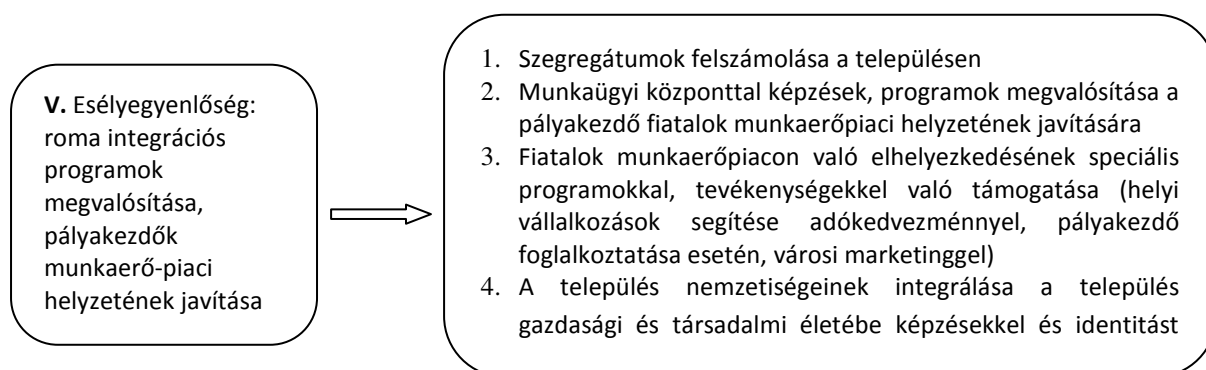 V. Esélyegyenlőség:
roma integrációs
programok
megvalósítása,
pályakezdők
munkaerő-piaci
helyzetének javítása
1. Szegregátumok felszámolása a településen
2. Munkaügyi központtal képzések, programok megvalósítása a
pályakezdő fiatalok munkaerőpiaci helyzetének javítására
3. Fiatalok munkaerőpiacon való elhelyezkedésének speciális
programokkal, tevékenységekkel való támogatása (helyi
vállalkozások segítése adókedvezménnyel, pályakezdő
foglalkoztatása esetén, városi marketinggel)
4. A település nemzetiségeinek integrálása a település
gazdasági és társadalmi életébe képzésekkel és identitást